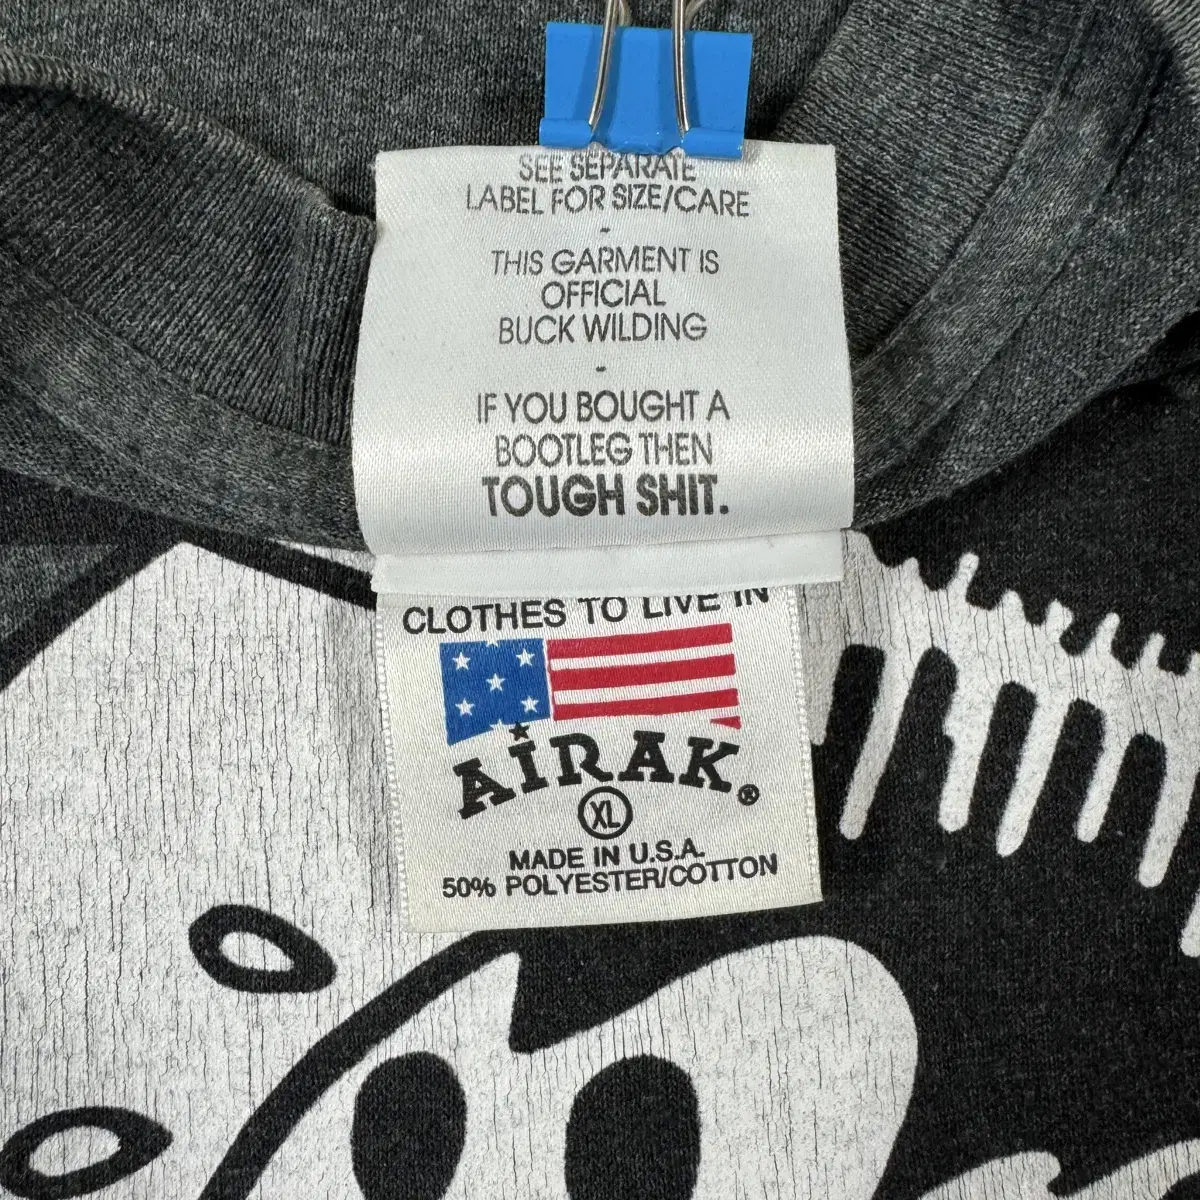 SEE SEPARATE
LABEL FOR SIZE/CARE
-
THIS GARMENT IS
OFFICIAL
BUCK WILDING
-
IF YOU BOUGHT A
BOOTLEG THEN
TOUGH SHIT.
CLOTHES TO LIVE IN
AIRAK®
XL
MADE IN U.S.A.
50% POLYESTER/COTTON